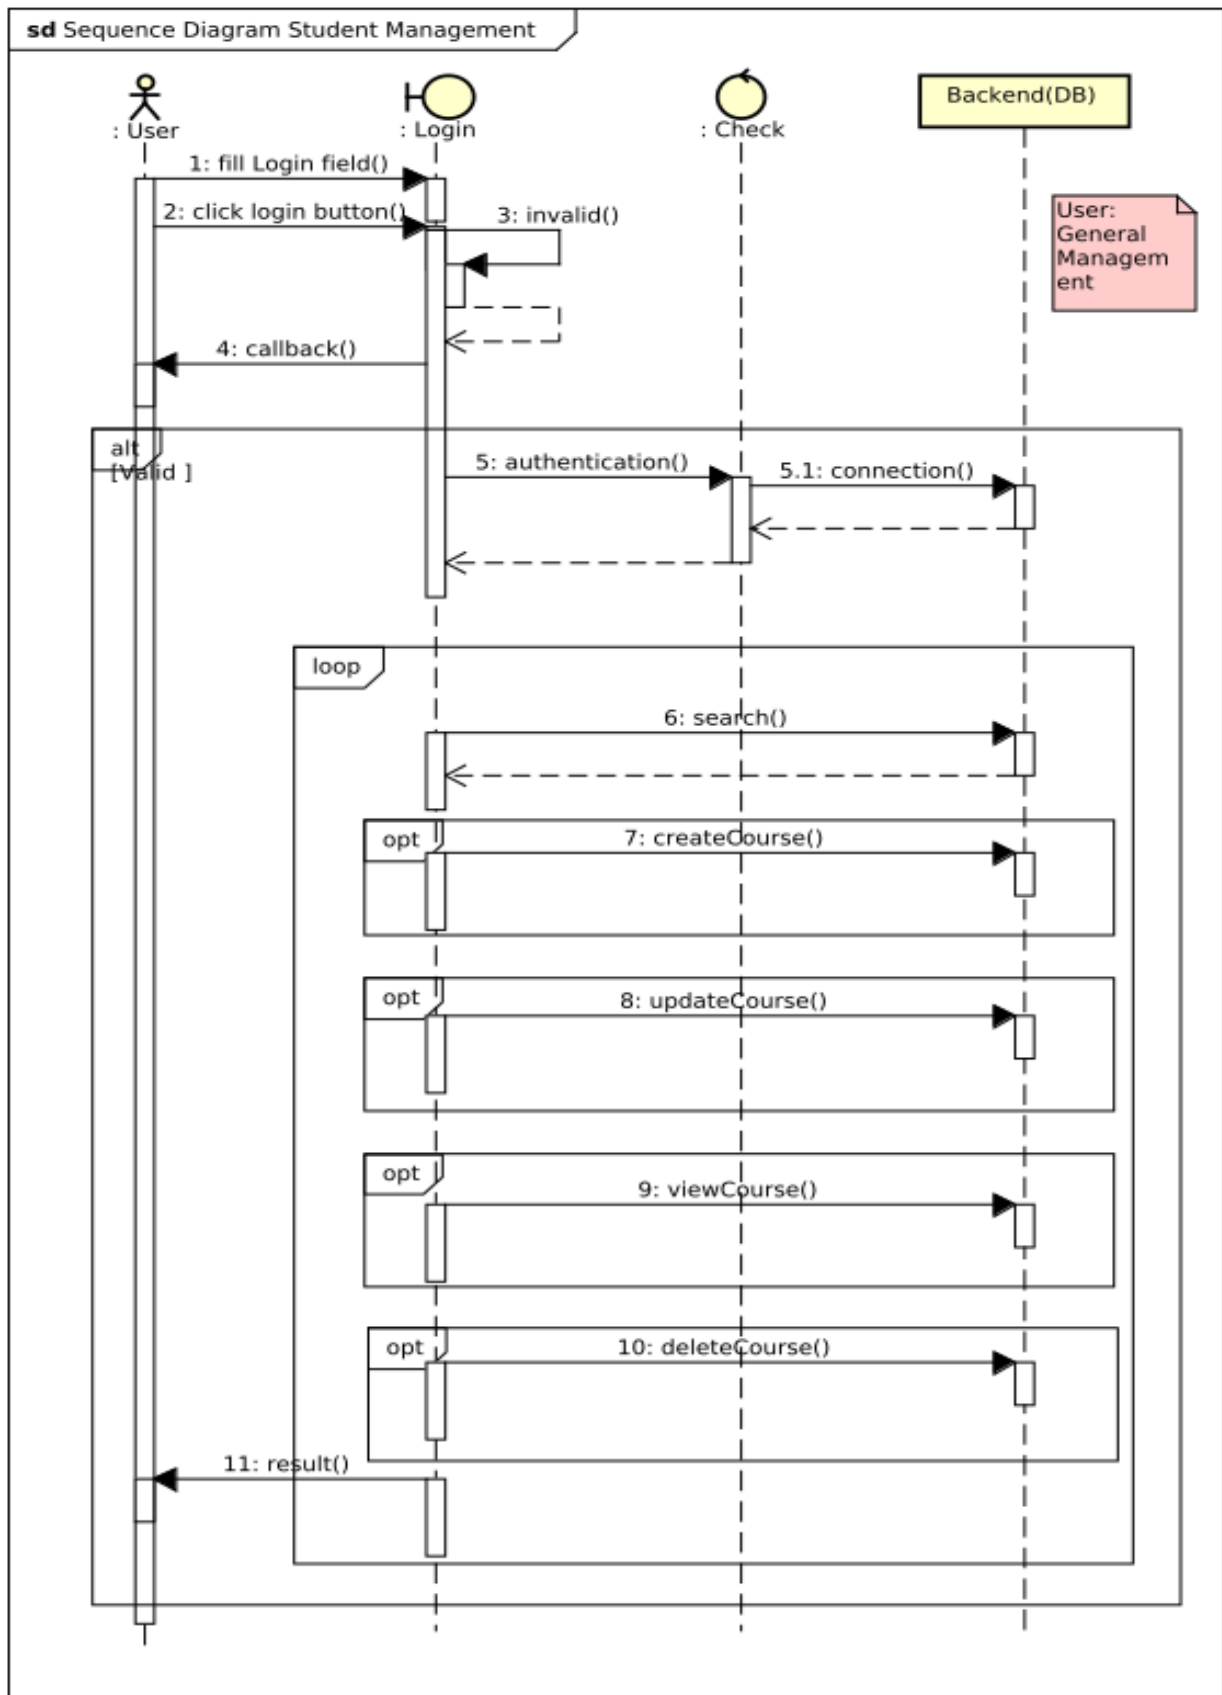 sd Sequence Diagram Student Management
: User
: Login
: Check
Backend(DB)
1: fill Login field()
2: click login button()
3: invalid()
User:
General
Managem
ent
4: callback()
alt
[Valid ]
5: authentication()
5.1: connection()
loop
6: search()
opt
7: createCourse()
opt
8: updateCourse()
opt
9: viewCourse()
opt
10: deleteCourse()
11: result()